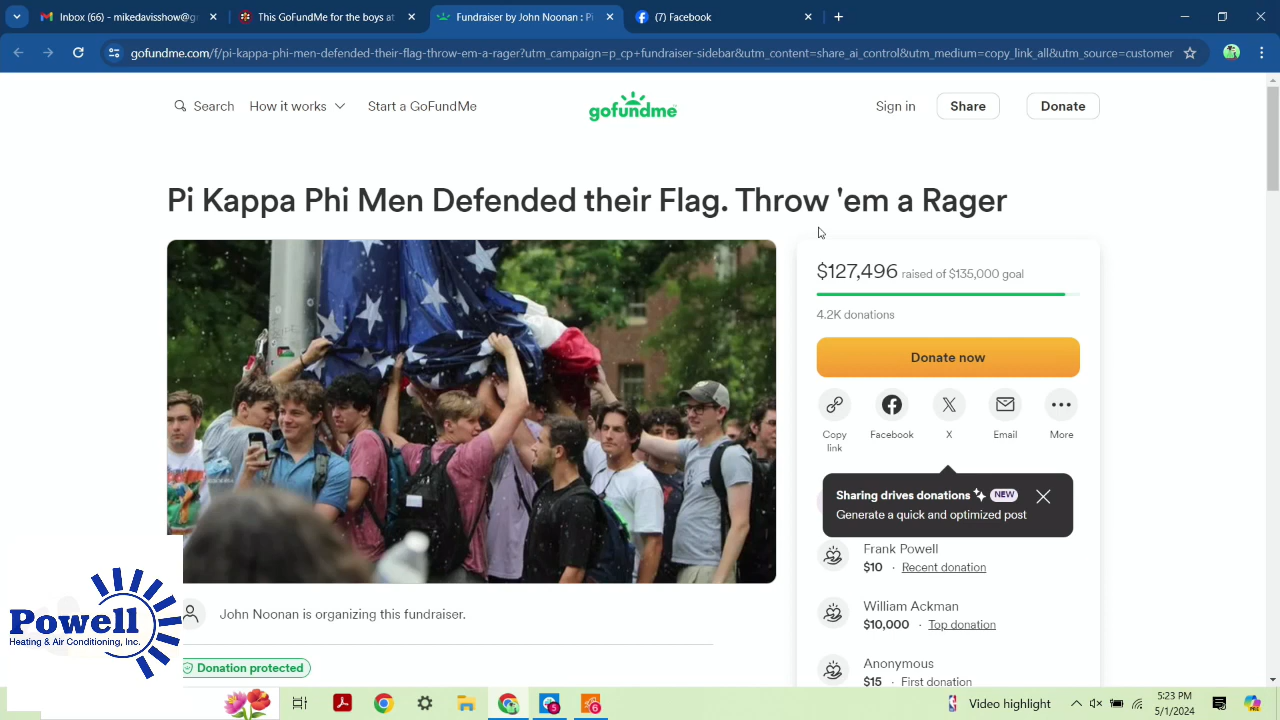 Inbox (66) - mikedavisshow@g
This GoFundMe for the boys at
Fundraiser by John Noonan : Pi
(7) Facebook
gofundme.com/f/pi-kappa-phi-men-defended-their-flag-throw-em-a-rager?utm_campaign=p_cp+fundraiser-sidebar&utm_content=share_ai_control&utm_medium=copy_link_all&utm_source=customer
Search How it works Start a GoFundMe
gofundme
Sign in Share Donate
Pi Kappa Phi Men Defended their Flag. Throw 'em a Rager
$127,496 raised of $135,000 goal
4.2K donations
Donate now
Copy link
Facebook
X
Email
More
Sharing drives donations NEW
Generate a quick and optimized post
Frank Powell
$10 · Recent donation
William Ackman
$10,000 · Top donation
Anonymous
$15 · First donation
John Noonan is organizing this fundraiser.
Donation protected
Powell
Heating & Air Conditioning, Inc.
5
6
Video highlight
5:23 PM
5/1/2024